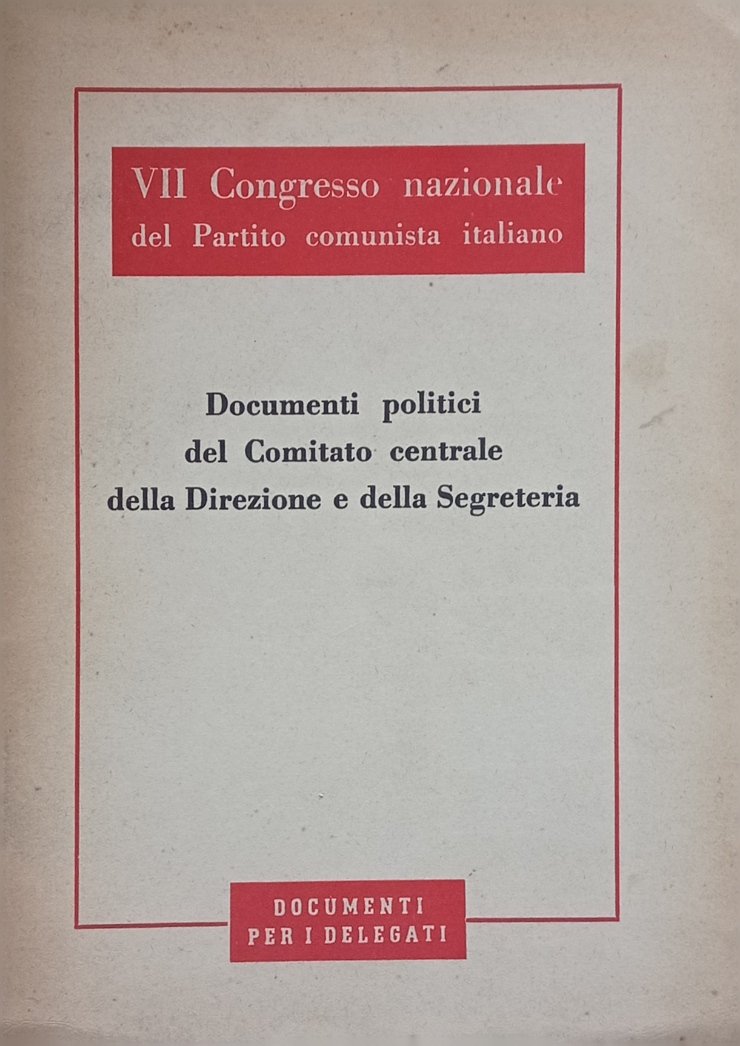 VII Congresso nazionale
del Partito comunista italiano
Documenti politici
del Comitato centrale
della Direzione e della Segreteria
DOCUMENTI
PER I DELEGATI